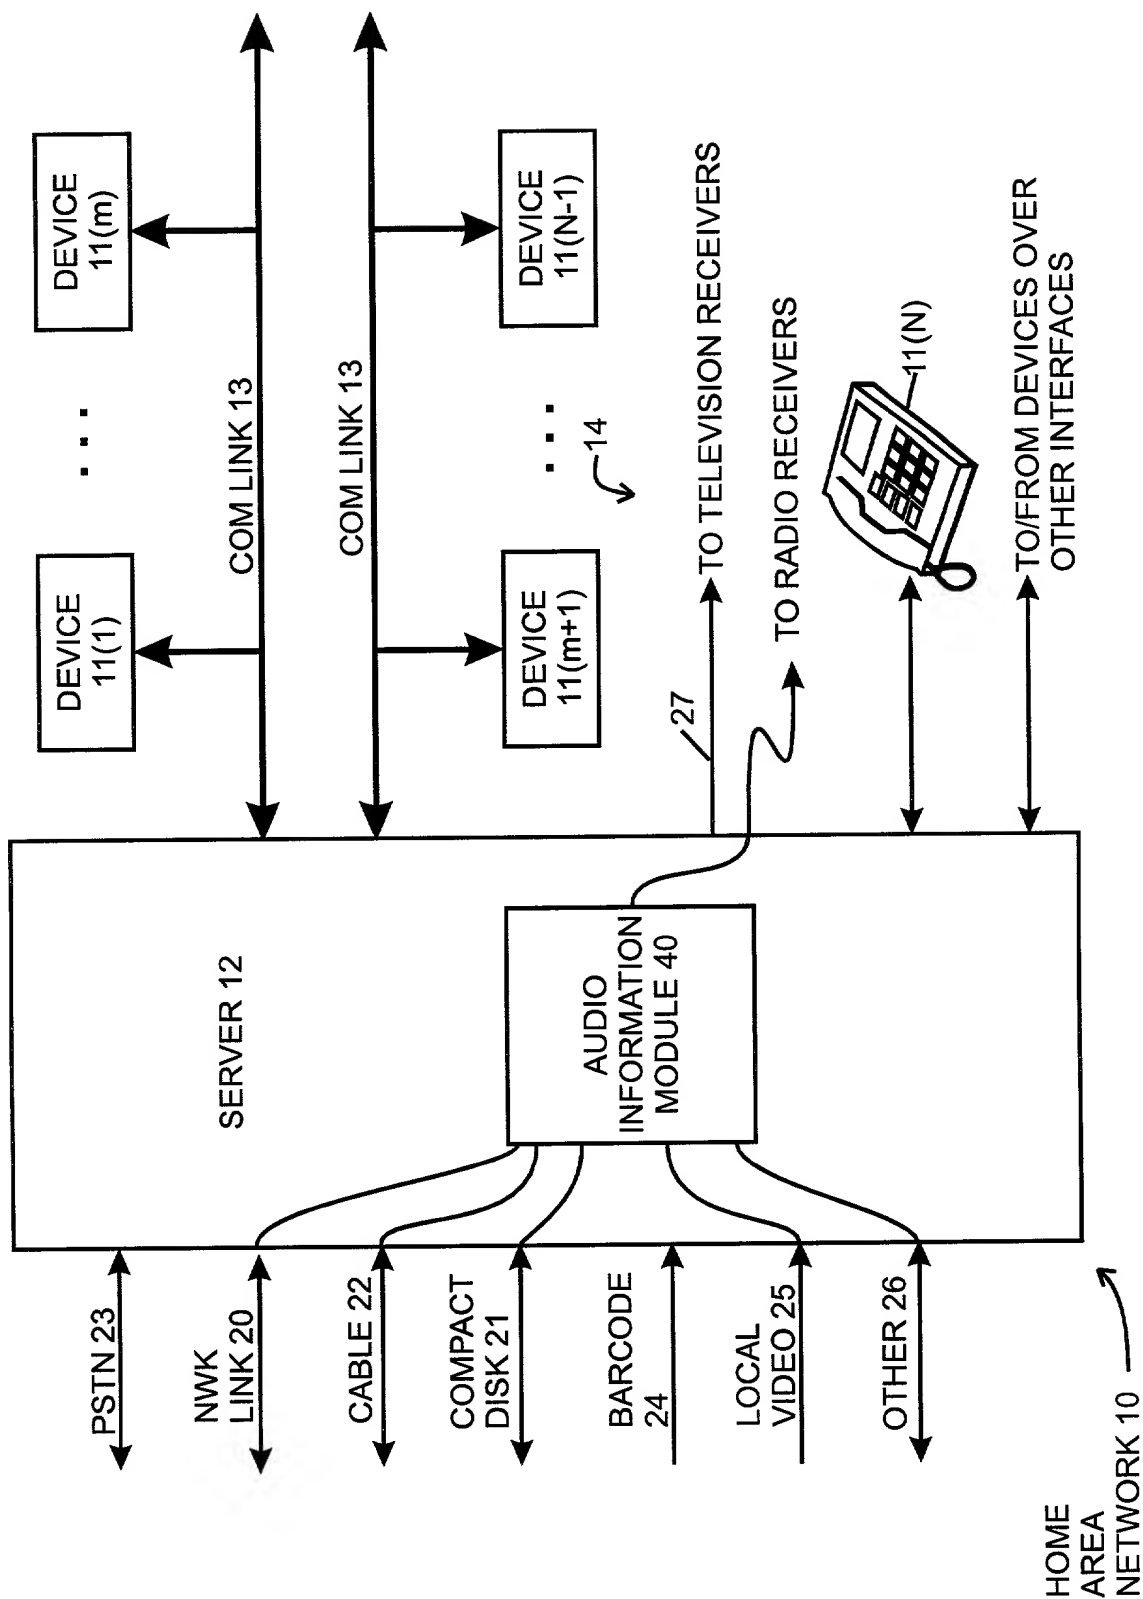 DEVICE
11(1)
. . .
DEVICE
11(m)
COM LINK 13
COM LINK 13
DEVICE
11(m+1)
. . .
DEVICE
11(N-1)
14
PSTN 23
NWK
LINK 20
CABLE 22
COMPACT
DISK 21
BARCODE
24
LOCAL
VIDEO 25
OTHER 26
SERVER 12
AUDIO
INFORMATION
MODULE 40
27
TO TELEVISION RECEIVERS
TO RADIO RECEIVERS
11(N)
TO/FROM DEVICES OVER
OTHER INTERFACES
HOME
AREA
NETWORK 10